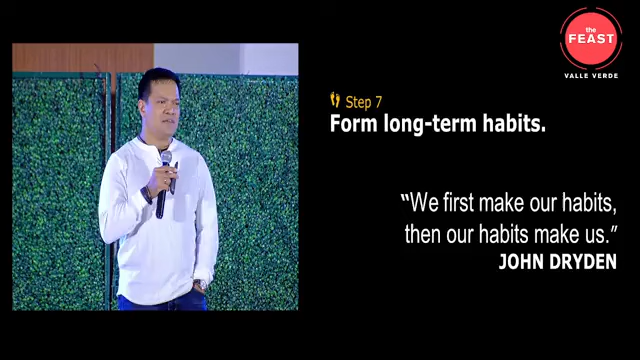 the
FEAST
VALLE VERDE
Step 7
Form long-term habits.
“We first make our habits,
then our habits make us.”
JOHN DRYDEN